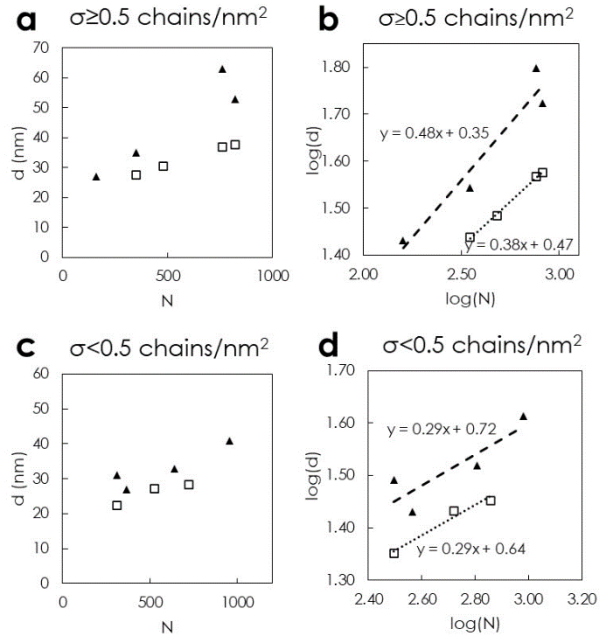 a
σ≥0.5 chains/nm²
70
60
50
40
30
20
10
0
d (nm)
0
500
1000
N
b
σ≥0.5 chains/nm²
1.80
1.70
1.60
1.50
1.40
log(d)
y = 0.48x + 0.35
y = 0.38x + 0.47
2.00
2.50
3.00
log(N)
c
σ<0.5 chains/nm²
60
50
40
30
20
10
0
d (nm)
0
500
1000
N
d
σ<0.5 chains/nm²
1.70
1.60
1.50
1.40
1.30
log(d)
y = 0.29x + 0.72
y = 0.29x + 0.64
2.40
2.60
2.80
3.00
3.20
log(N)